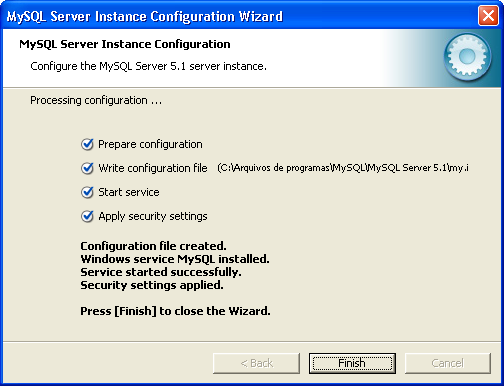 MySQL Server Instance Configuration Wizard
MySQL Server Instance Configuration
Configure the MySQL Server 5.1 server instance.
Processing configuration ...
Prepare configuration
Write configuration file (C:\Arquivos de programas\MySQL\MySQL Server 5.1\my.i
Start service
Apply security settings
Configuration file created.
Windows service MySQL installed.
Service started successfully.
Security settings applied.
Press [Finish] to close the Wizard.
< Back Finish Cancel